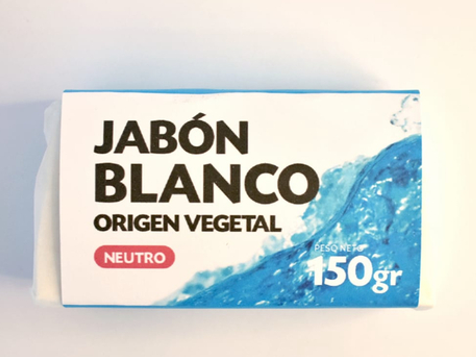 JABÓN
BLANCO
ORIGEN VEGETAL
NEUTRO
PESO NETO
150gr